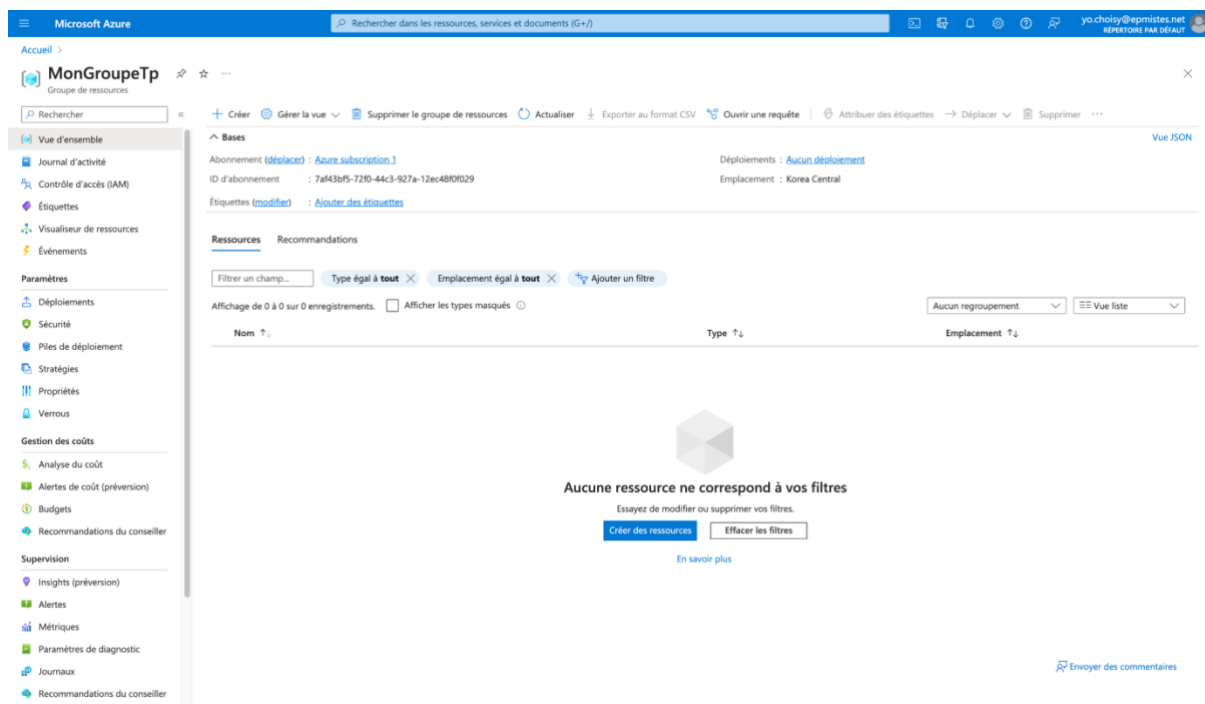 Microsoft Azure
Rechercher dans les ressources, services et documents (G+/)
yo.choisy@epmistes.net
RÉPERTOIRE PAR DÉFAUT
Accueil >
MonGroupeTp
Groupe de ressources
Rechercher
Créer Gérer la vue Supprimer le groupe de ressources Actualiser Exporter au format CSV Ouvrir une requête Attribuer des étiquettes Déplacer Supprimer
Vue d'ensemble
Journal d'activité
Contrôle d'accès (IAM)
Étiquettes
Visualiseur de ressources
Événements
Paramètres
Déploiements
Sécurité
Piles de déploiement
Stratégies
Propriétés
Verrous
Gestion des coûts
Analyse du coût
Alertes de coût (préversion)
Budgets
Recommandations du conseiller
Supervision
Insights (préversion)
Alertes
Métriques
Paramètres de diagnostic
Journaux
Recommandations du conseiller
Bases
Vue JSON
Abonnement (déplacer) : Azure subscription 1
Déploiements : Aucun déploiement
ID d'abonnement : 7af43bf5-72f0-44c3-927a-12ec48f0f029
Emplacement : Korea Central
Étiquettes (modifier) : Ajouter des étiquettes
Ressources Recommandations
Filtrer un champ... Type égal à tout Emplacement égal à tout Ajouter un filtre
Affichage de 0 à 0 sur 0 enregistrements. Afficher les types masqués
Aucun regroupement Vue liste
Nom Type Emplacement
Aucune ressource ne correspond à vos filtres
Essayez de modifier ou supprimer vos filtres.
Créer des ressources Effacer les filtres
En savoir plus
Envoyer des commentaires